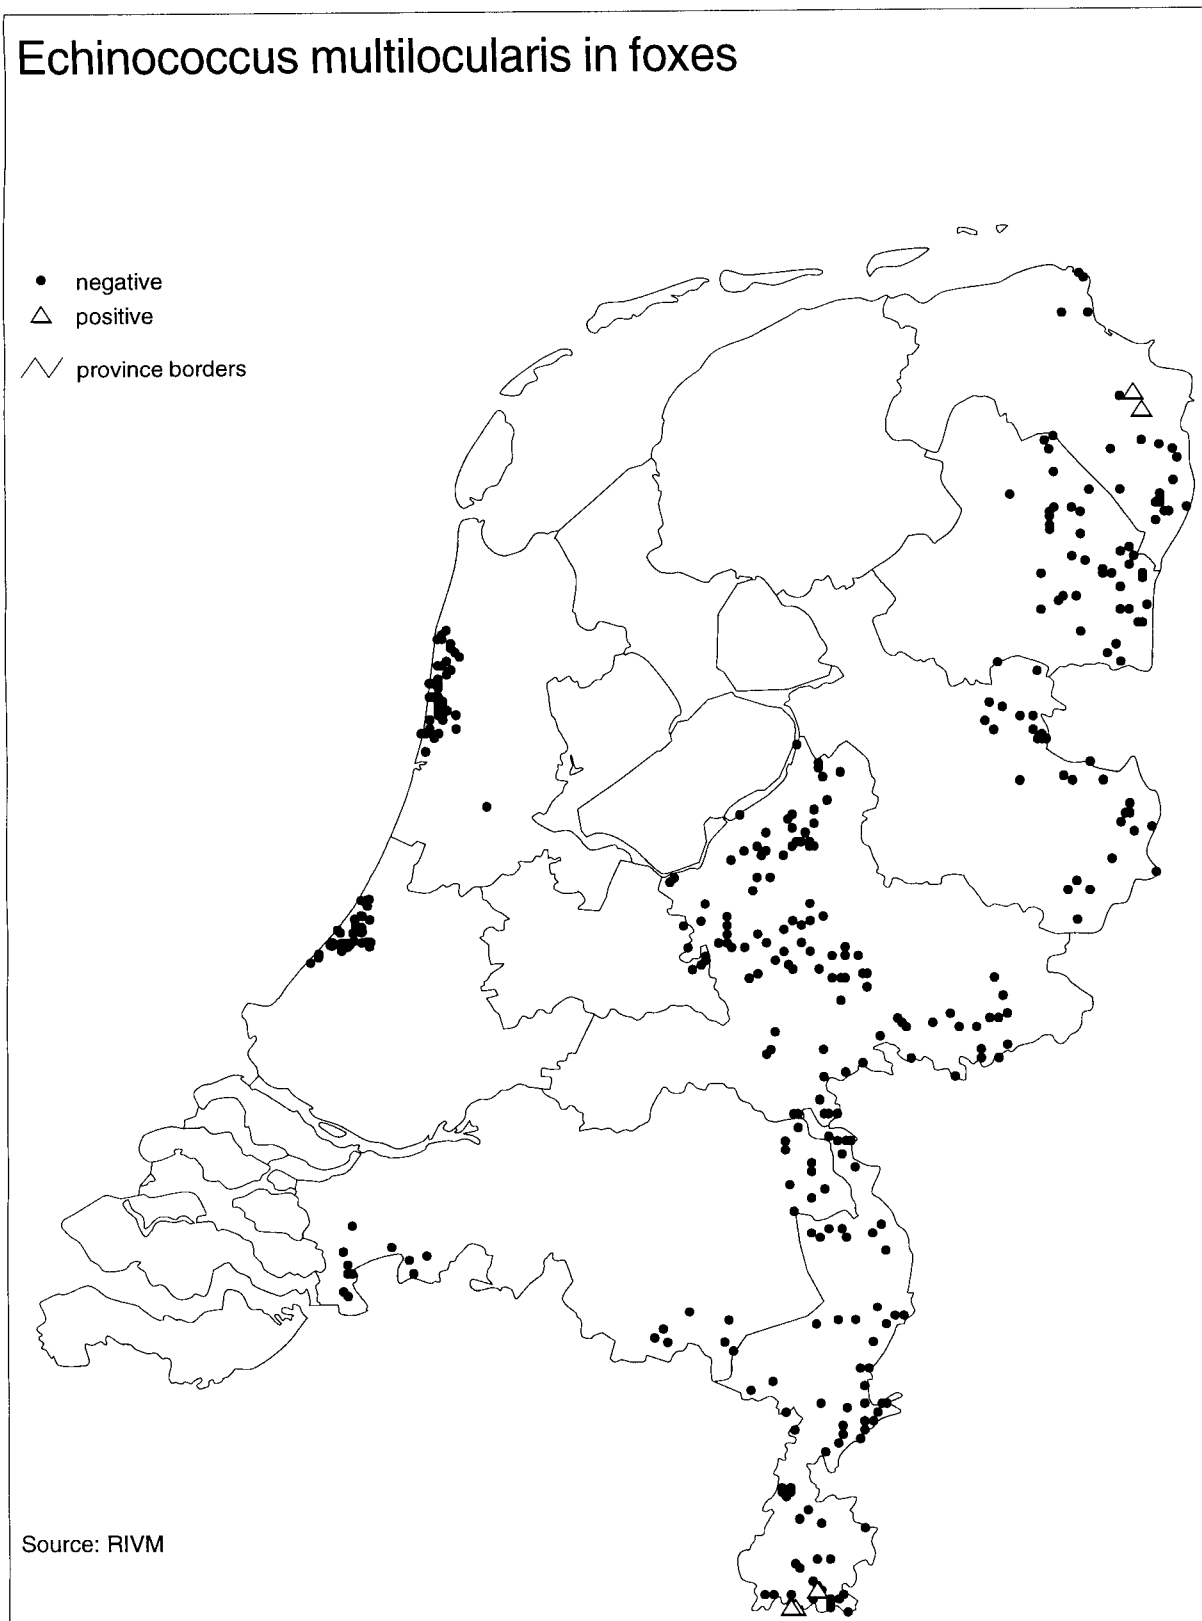 Echinococcus multilocularis in foxes
negative
positive
province borders
Source: RIVM